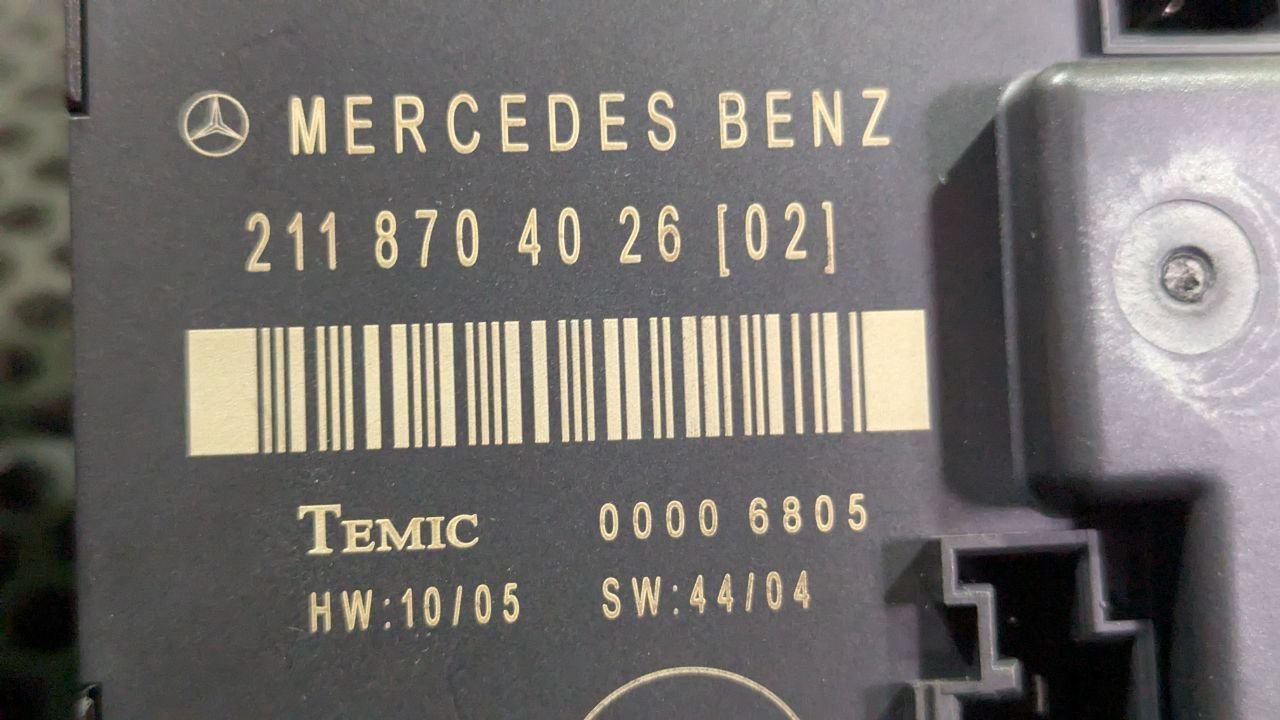 MERCEDES BENZ
211 870 40 26 [02]
TEMIC 0000 6805
HW:10/05 SW:44/04